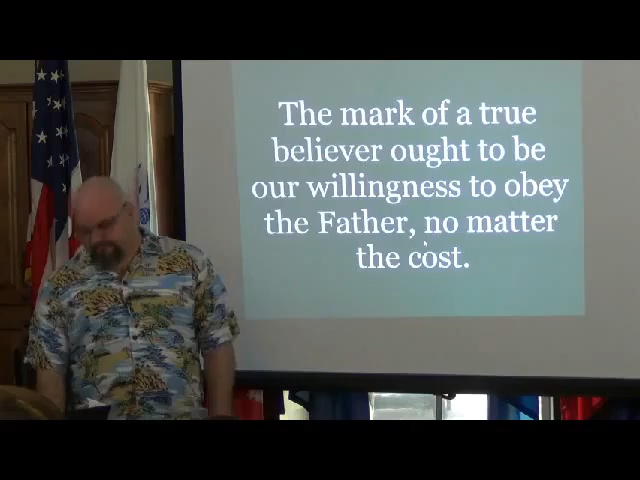 The mark of a true
believer ought to be
our willingness to obey
the Father, no matter
the cost.